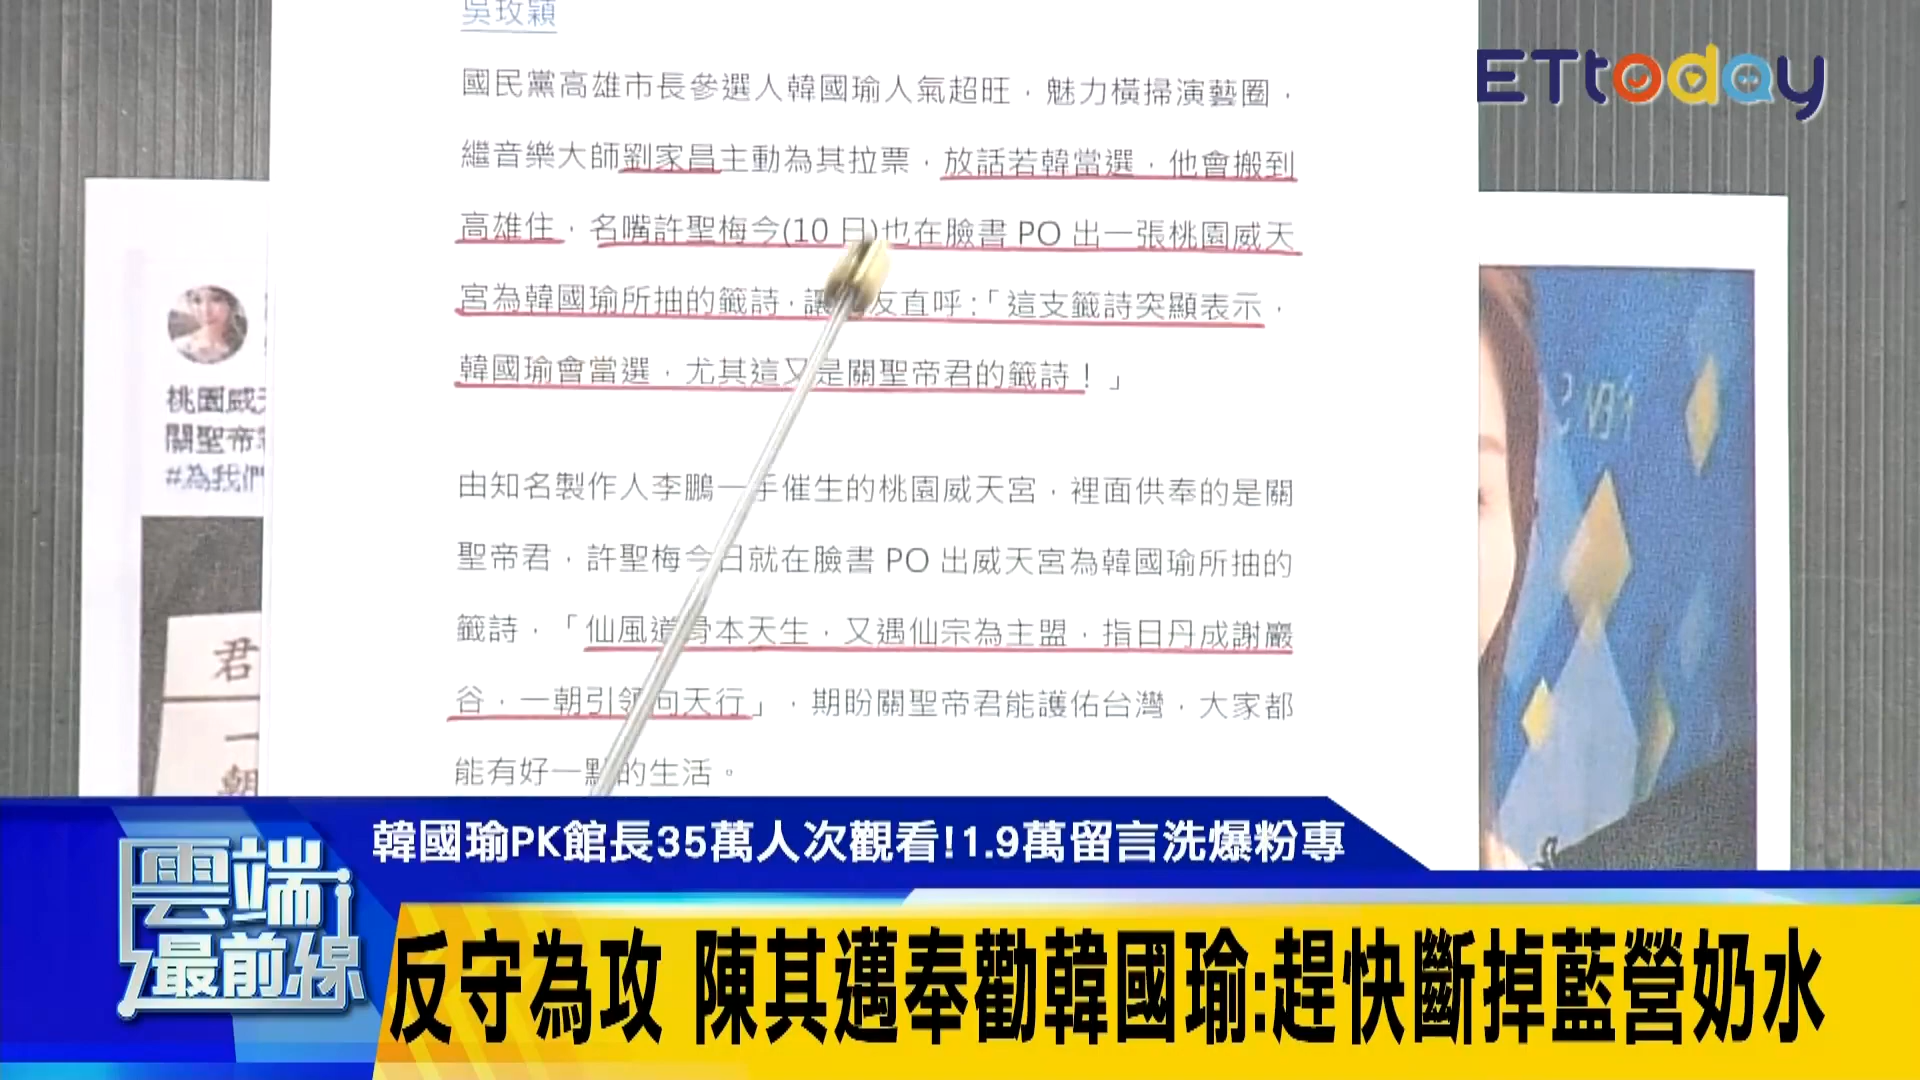 吳玫穎
ETtoday
國民黨高雄市長參選人韓國瑜人氣超旺，魅力橫掃演藝圈，
繼音樂大師劉家昌主動為其拉票，放話若韓當選，他會搬到
高雄住，名嘴許聖梅今(10 日)也在臉書 PO 出一張桃園威天
宮為韓國瑜所抽的籤詩，讓 友直呼：「這支籤詩突顯表示，
韓國瑜會當選，尤其這又是關聖帝君的籤詩！」
由知名製作人李鵬一手催生的桃園威天宮，裡面供奉的是關
聖帝君，許聖梅今日就在臉書 PO 出威天宮為韓國瑜所抽的
籤詩，「仙風道骨本天生，又遇仙宗為主盟，指日丹成謝巖
谷，一朝引領向天行」，期盼關聖帝君能護佑台灣，大家都
能有好一點的生活。
桃園威天
關聖帝君
#為我們
君
一
朝
韓國瑜PK館長35萬人次觀看!1.9萬留言洗爆粉專
雲端最前線
反守為攻 陳其邁奉勸韓國瑜:趕快斷掉藍營奶水